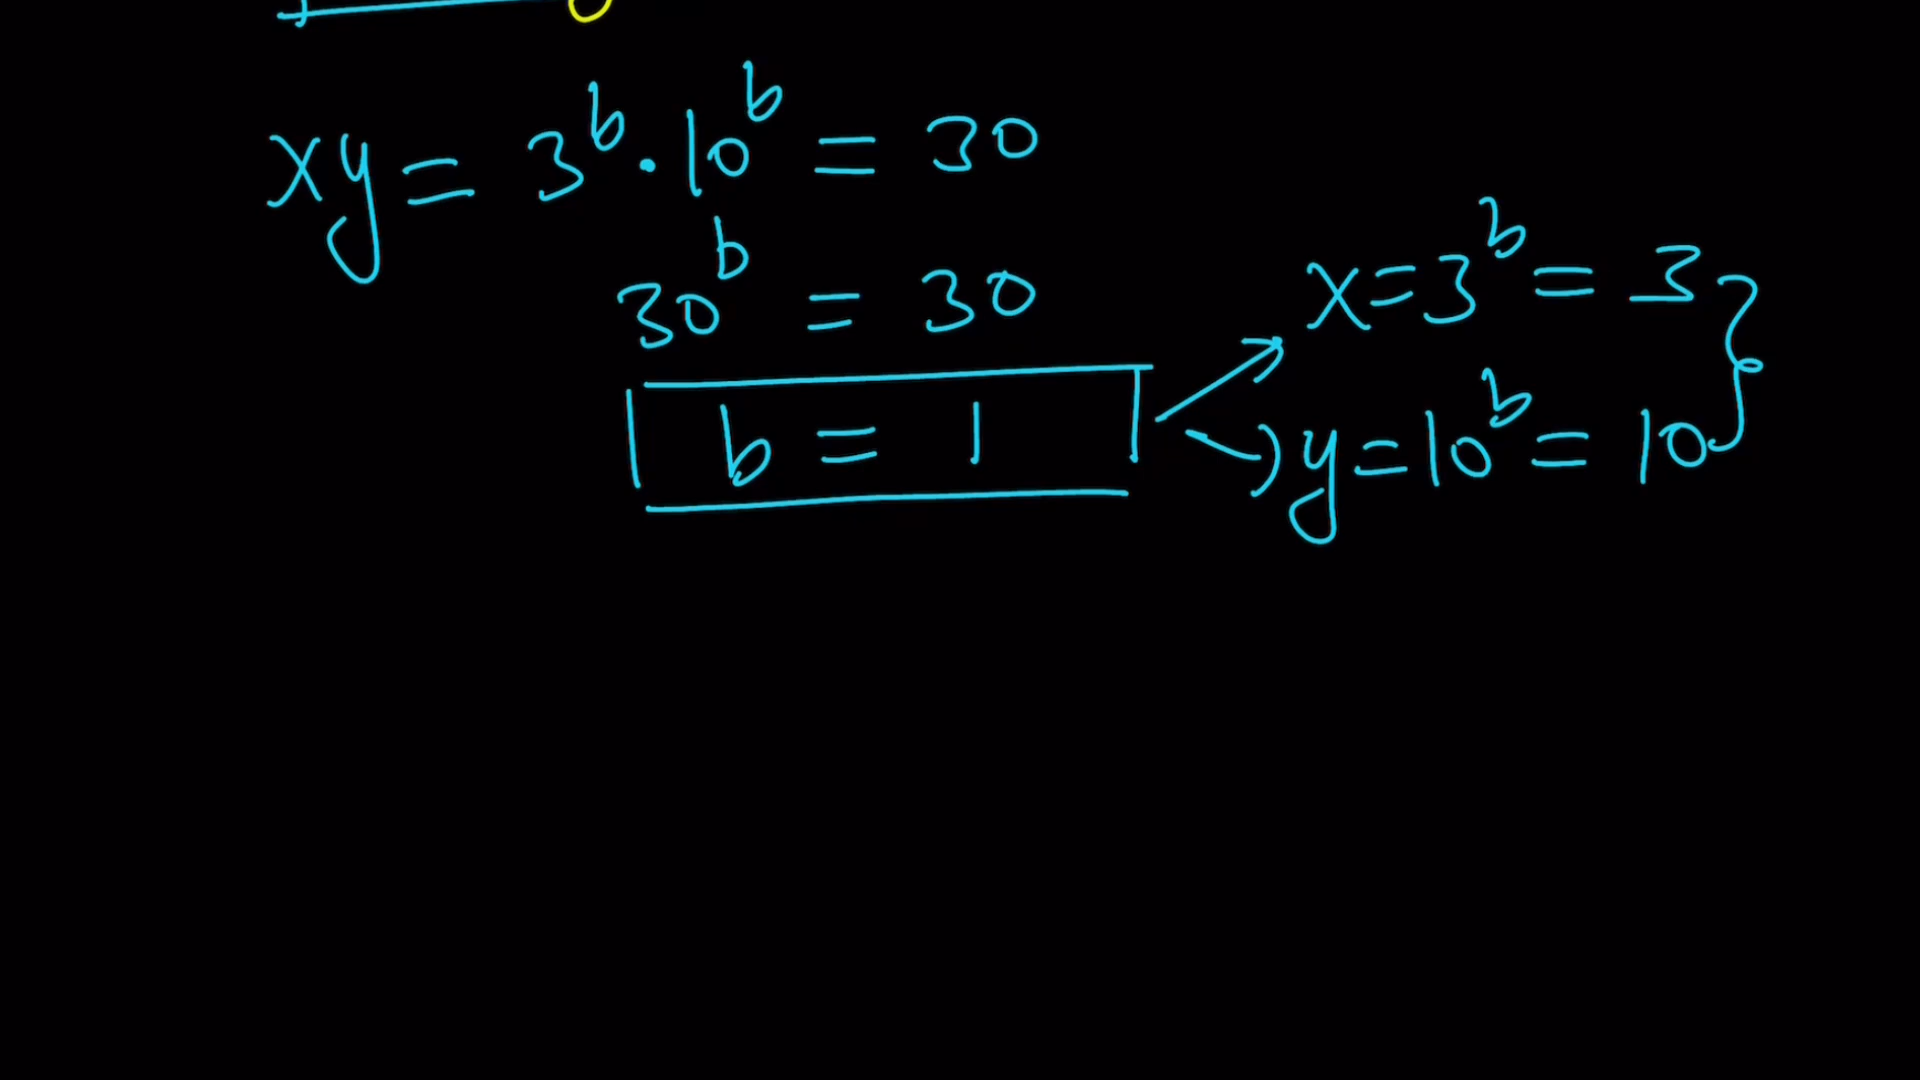 xy = 3^b · 10^b = 30
30^b = 30
b = 1
x = 3^b = 3
y = 10^b = 10